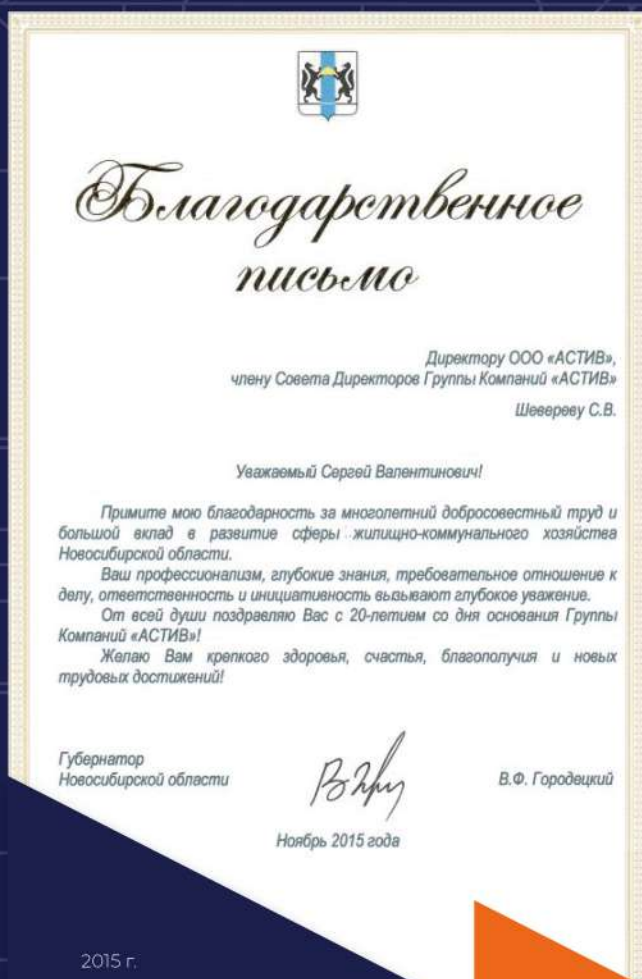 Благодарственное
письмо
Директору ООО «АСТИВ»,
члену Совета Директоров Группы Компаний «АСТИВ»
Шевереву С.В.
Уважаемый Сергей Валентинович!
Примите мою благодарность за многолетний добросовестный труд и
большой вклад в развитие сферы жилищно-коммунального хозяйства
Новосибирской области.
Ваш профессионализм, глубокие знания, требовательное отношение к
делу, ответственность и инициативность вызывают глубокое уважение.
От всей души поздравляю Вас с 20-летием со дня основания Группы
Компаний «АСТИВ»!
Желаю Вам крепкого здоровья, счастья, благополучия и новых
трудовых достижений!
Губернатор
Новосибирской области
В.Ф. Городецкий
Ноябрь 2015 года
2015 г.